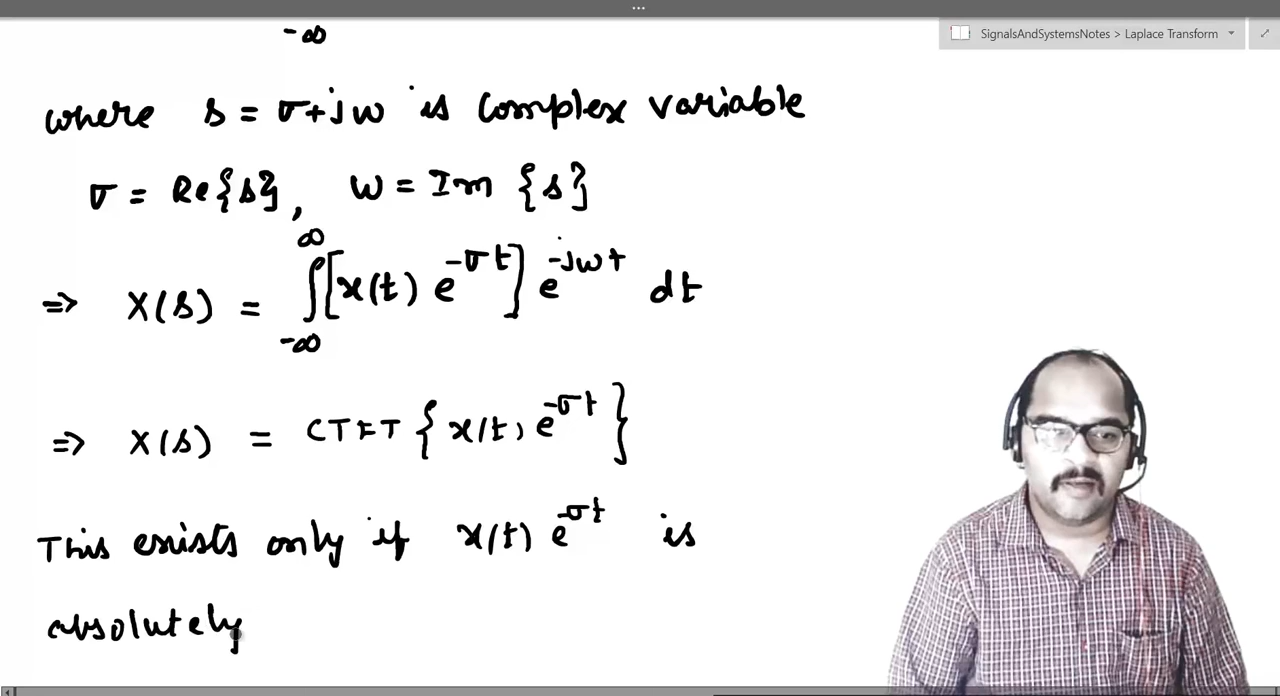 ...
SignalsAndSystemsNotes > Laplace Transform
-∞
where s = σ+jω is complex variable
σ = Re{s}, ω = Im {s}
∞
=> X(s) = ∫[x(t) e^-σt] e^-jωt dt
-∞
=> X(s) = CTFT {x(t) e^-σt}
This exists only if x(t) e^-σt is
absolutely